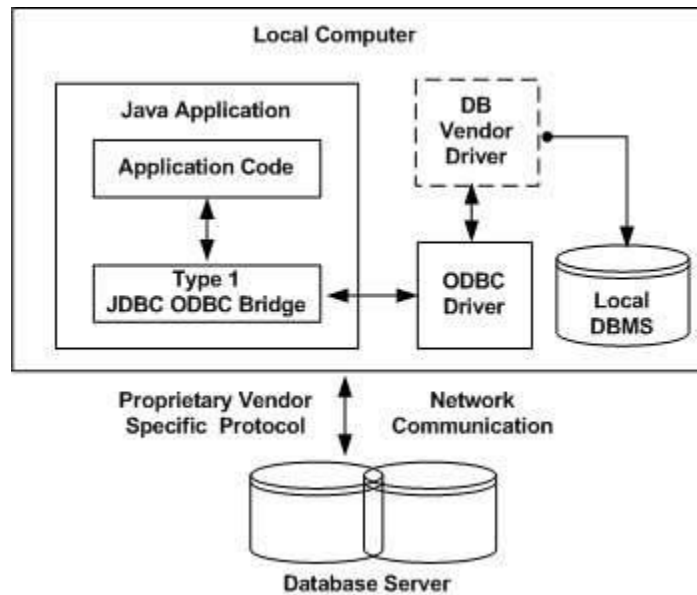 Local Computer
Java Application
Application Code
Type 1
JDBC ODBC Bridge
DB
Vendor
Driver
ODBC
Driver
Local
DBMS
Proprietary Vendor
Specific Protocol
Network
Communication
Database Server